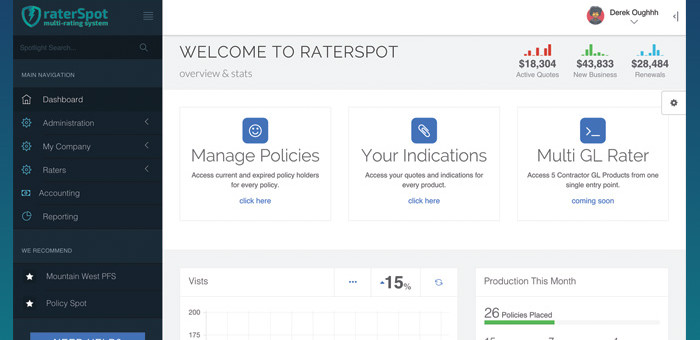 raterSpot
multi-rating system
Spotlight Search...
MAIN NAVIGATION
Dashboard
Administration
My Company
Raters
Accounting
Reporting
WE RECOMMEND
Mountain West PFS
Policy Spot
Derek Oughhh
WELCOME TO RATERSPOT
overview & stats
$18,304
Active Quotes
$43,833
New Business
$28,484
Renewals
Manage Policies
Access current and expired policy holders
for every policy.
click here
Your Indications
Access your quotes and indications for
every product.
click here
Multi GL Rater
Access 5 Contractor GL Products from one
single entry point.
coming soon
Vists
15%
200
175
Production This Month
26 Policies Placed